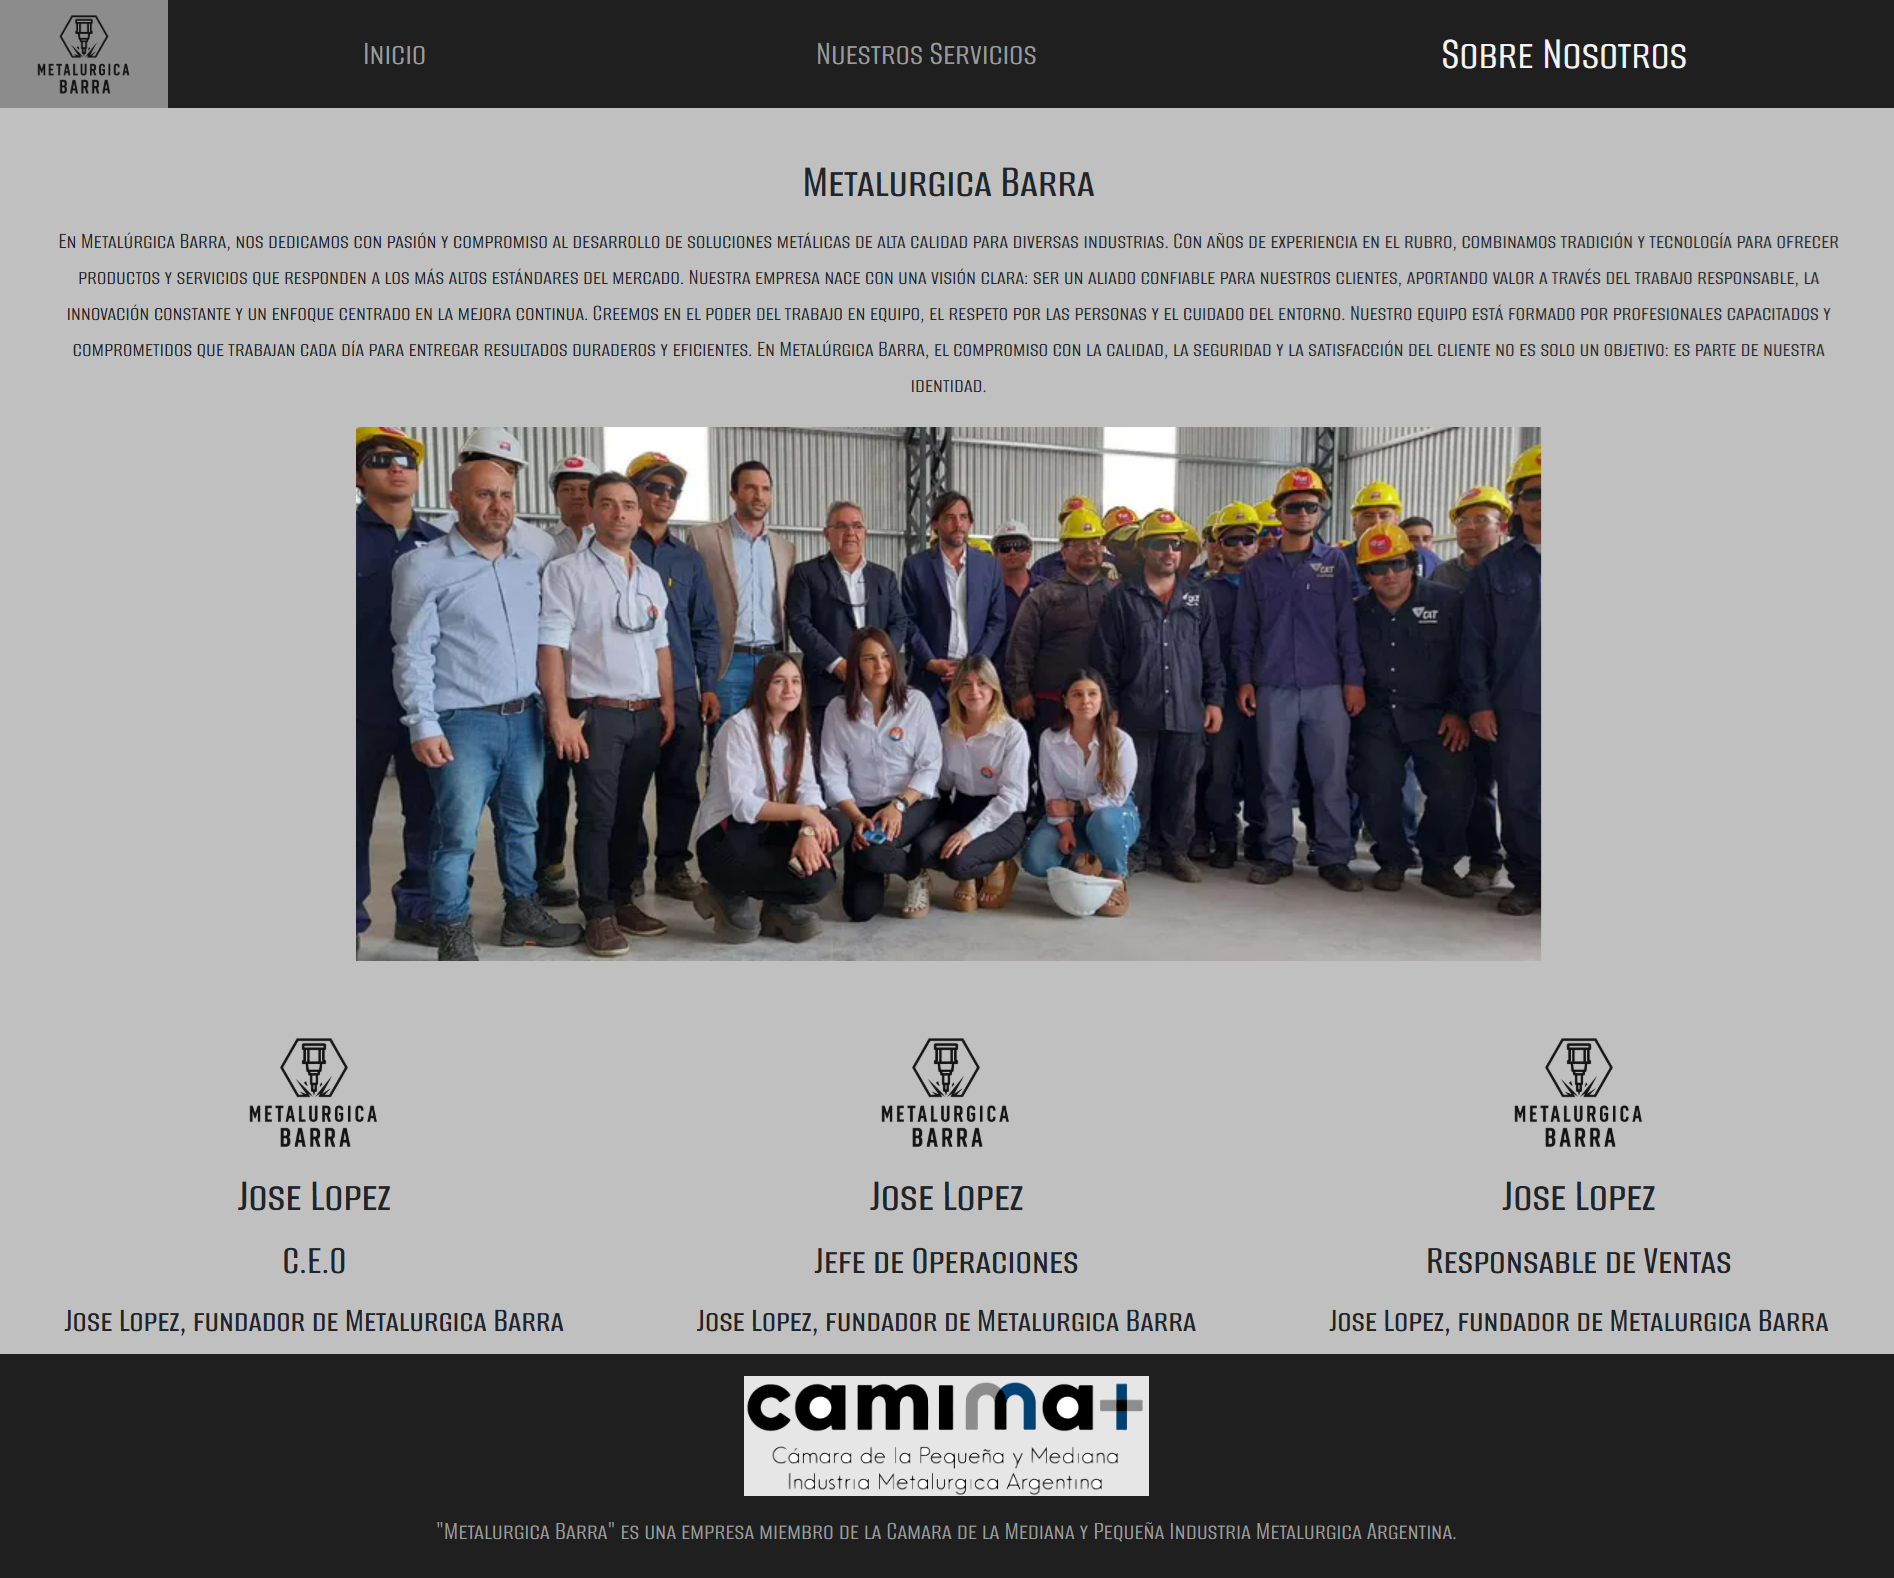 METALURGICA
BARRA
Inicio
Nuestros Servicios
Sobre Nosotros
Metalurgica Barra
En Metalúrgica Barra, nos dedicamos con pasión y compromiso al desarrollo de soluciones metálicas de alta calidad para diversas industrias. Con años de experiencia en el rubro, combinamos tradición y tecnología para ofrecer
productos y servicios que responden a los más altos estándares del mercado. Nuestra empresa nace con una visión clara: ser un aliado confiable para nuestros clientes, aportando valor a través del trabajo responsable, la
innovación constante y un enfoque centrado en la mejora continua. Creemos en el poder del trabajo en equipo, el respeto por las personas y el cuidado del entorno. Nuestro equipo está formado por profesionales capacitados y
comprometidos que trabajan cada día para entregar resultados duraderos y eficientes. En Metalúrgica Barra, el compromiso con la calidad, la seguridad y la satisfacción del cliente no es solo un objetivo: es parte de nuestra
identidad.
METALURGICA
BARRA
Jose Lopez
C.E.O
Jose Lopez, fundador de Metalurgica Barra
METALURGICA
BARRA
Jose Lopez
Jefe de Operaciones
Jose Lopez, fundador de Metalurgica Barra
METALURGICA
BARRA
Jose Lopez
Responsable de Ventas
Jose Lopez, fundador de Metalurgica Barra
camima+
Cámara de la Pequeña y Mediana
Industria Metalurgica Argentina
"Metalurgica Barra" es una empresa miembro de la Camara de la Mediana y Pequeña Industria Metalurgica Argentina.